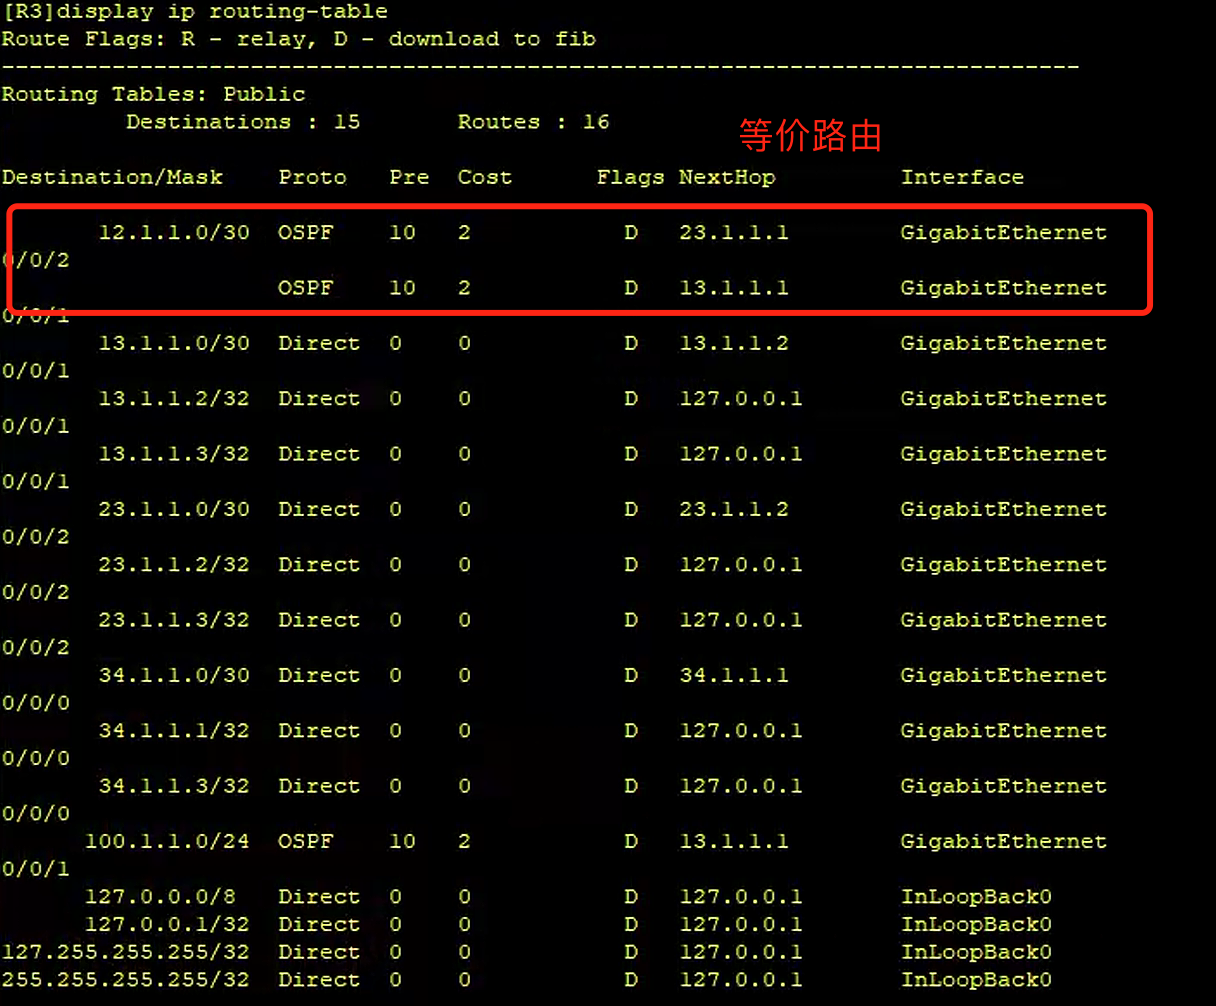 [R3]display ip routing-table
Route Flags: R - relay, D - download to fib
------------------------------------------------------------------------------
Routing Tables: Public
Destinations : 15 Routes : 16
等价路由
Destination/Mask Proto Pre Cost Flags NextHop Interface
12.1.1.0/30 OSPF 10 2 D 23.1.1.1 GigabitEthernet
0/0/2
OSPF 10 2 D 13.1.1.1 GigabitEthernet
0/0/1
13.1.1.0/30 Direct 0 0 D 13.1.1.2 GigabitEthernet
0/0/1
13.1.1.2/32 Direct 0 0 D 127.0.0.1 GigabitEthernet
0/0/1
13.1.1.3/32 Direct 0 0 D 127.0.0.1 GigabitEthernet
0/0/1
23.1.1.0/30 Direct 0 0 D 23.1.1.2 GigabitEthernet
0/0/2
23.1.1.2/32 Direct 0 0 D 127.0.0.1 GigabitEthernet
0/0/2
23.1.1.3/32 Direct 0 0 D 127.0.0.1 GigabitEthernet
0/0/2
34.1.1.0/30 Direct 0 0 D 34.1.1.1 GigabitEthernet
0/0/0
34.1.1.1/32 Direct 0 0 D 127.0.0.1 GigabitEthernet
0/0/0
34.1.1.3/32 Direct 0 0 D 127.0.0.1 GigabitEthernet
0/0/0
100.1.1.0/24 OSPF 10 2 D 13.1.1.1 GigabitEthernet
0/0/1
127.0.0.0/8 Direct 0 0 D 127.0.0.1 InLoopBack0
127.0.0.1/32 Direct 0 0 D 127.0.0.1 InLoopBack0
127.255.255.255/32 Direct 0 0 D 127.0.0.1 InLoopBack0
255.255.255.255/32 Direct 0 0 D 127.0.0.1 InLoopBack0